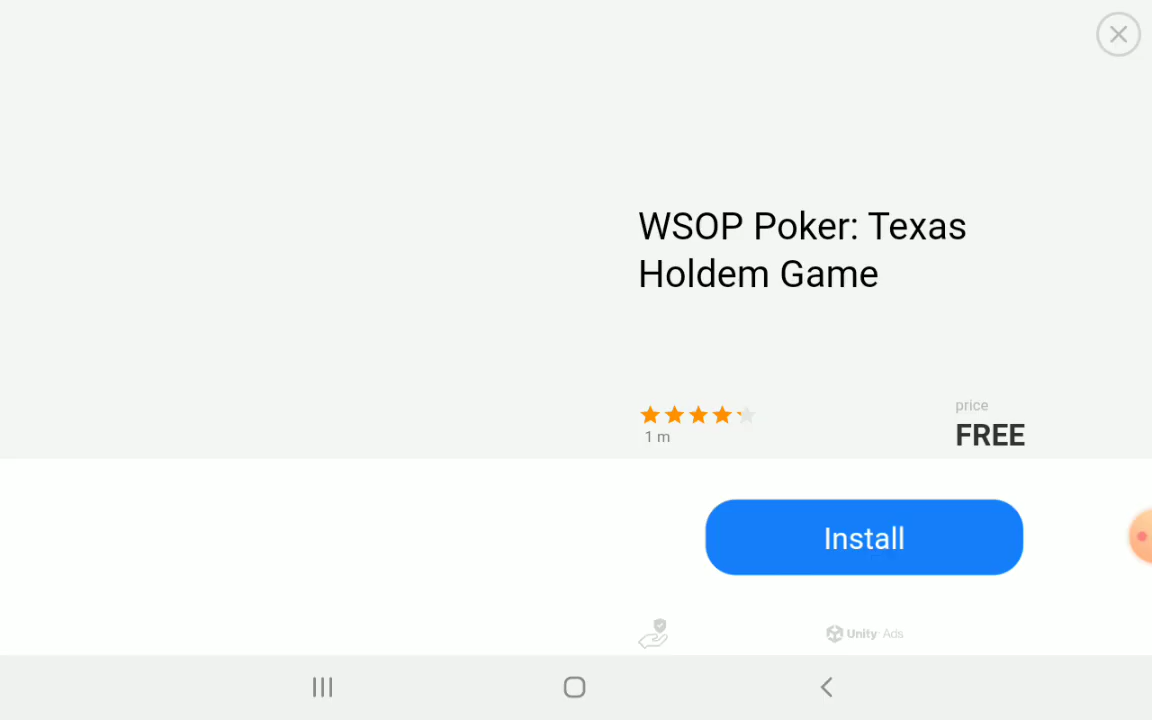 WSOP Poker: Texas
Holdem Game
1 m
price
FREE
Install
Unity Ads